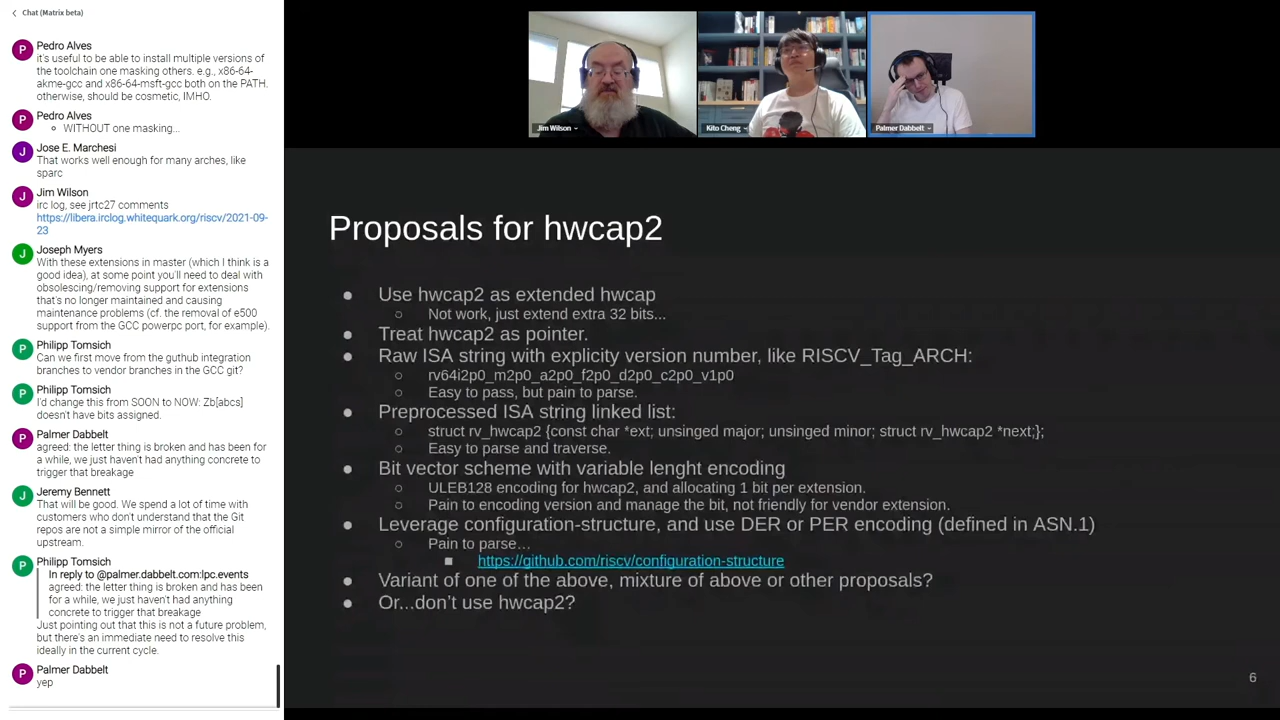 Chat (Matrix beta)
P
Pedro Alves
it's useful to be able to install multiple versions of
the toolchain one masking others. e.g., x86-64-
akme-gcc and x86-64-msft-gcc both on the PATH.
otherwise, should be cosmetic, IMHO.
P
Pedro Alves
WITHOUT one masking...
J
Jose E. Marchesi
That works well enough for many arches, like
sparc
J
Jim Wilson
irc log, see jrtc27 comments
https://libera.irclog.whitequark.org/riscv/2021-09-
23
J
Joseph Myers
With these extensions in master (which I think is a
good idea), at some point you'll need to deal with
obsolescing/removing support for extensions
that's no longer maintained and causing
maintenance problems (cf. the removal of e500
support from the GCC powerpc port, for example).
P
Philipp Tomsich
Can we first move from the guthub integration
branches to vendor branches in the GCC git?
P
Philipp Tomsich
I'd change this from SOON to NOW: Zb[abcs]
doesn't have bits assigned.
P
Palmer Dabbelt
agreed: the letter thing is broken and has been for
a while, we just haven't had anything concrete to
trigger that breakage
J
Jeremy Bennett
That will be good. We spend a lot of time with
customers who don't understand that the Git
repos are not a simple mirror of the official
upstream.
P
Philipp Tomsich
In reply to @palmer.dabbelt.com:lpc.events
agreed: the letter thing is broken and has been
for a while, we just haven't had anything
concrete to trigger that breakage
Just pointing out that this is not a future problem,
but there's an immediate need to resolve this
ideally in the current cycle.
P
Palmer Dabbelt
yep
Jim Wilson
Kito Cheng
Palmer Dabbelt
Proposals for hwcap2
● Use hwcap2 as extended hwcap
○ Not work, just extend extra 32 bits...
● Treat hwcap2 as pointer.
● Raw ISA string with explicity version number, like RISCV_Tag_ARCH:
○ rv64i2p0_m2p0_a2p0_f2p0_d2p0_c2p0_v1p0
○ Easy to pass, but pain to parse.
● Preprocessed ISA string linked list:
○ struct rv_hwcap2 {const char *ext; unsinged major; unsinged minor; struct rv_hwcap2 *next;};
○ Easy to parse and traverse.
● Bit vector scheme with variable lenght encoding
○ ULEB128 encoding for hwcap2, and allocating 1 bit per extension.
○ Pain to encoding version and manage the bit, not friendly for vendor extension.
● Leverage configuration-structure, and use DER or PER encoding (defined in ASN.1)
○ Pain to parse…
■ https://github.com/riscv/configuration-structure
● Variant of one of the above, mixture of above or other proposals?
● Or...don't use hwcap2?
6